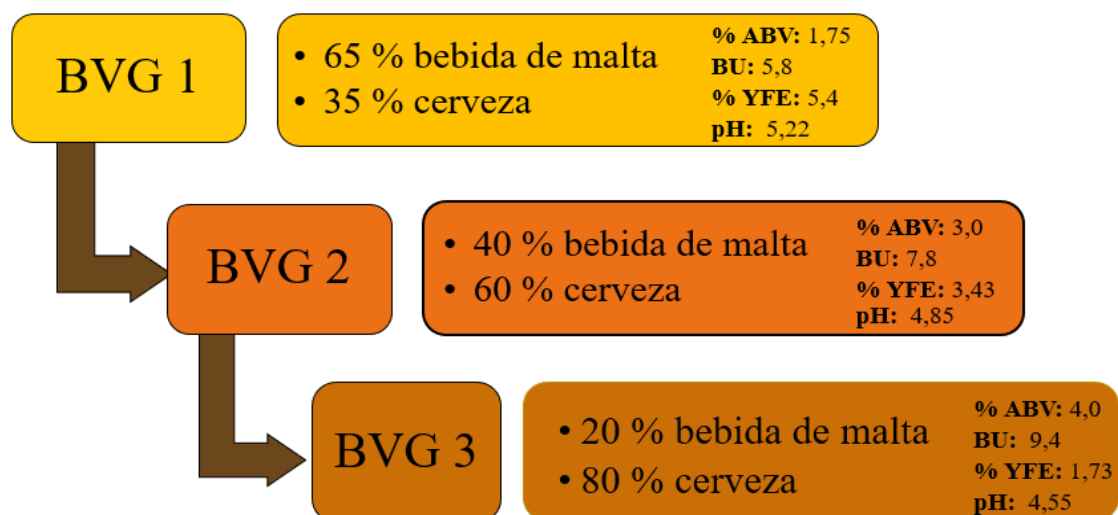 BVG 1
• 65 % bebida de malta
• 35 % cerveza
% ABV: 1,75
BU: 5,8
% YFE: 5,4
pH: 5,22
BVG 2
• 40 % bebida de malta
• 60 % cerveza
% ABV: 3,0
BU: 7,8
% YFE: 3,43
pH: 4,85
BVG 3
• 20 % bebida de malta
• 80 % cerveza
% ABV: 4,0
BU: 9,4
% YFE: 1,73
pH: 4,55